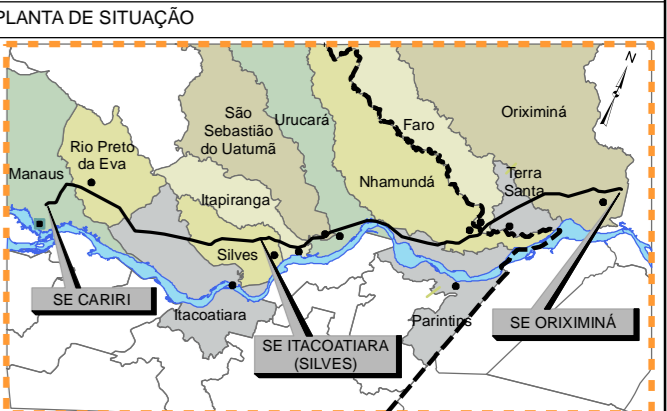 PLANTA DE SITUAÇÃO
N
São
Sebastião
do Uatumã
Urucará
Faro
Oriximiná
Rio Preto
da Eva
Manaus
Nhamundá
Terra
Santa
Itapiranga
Silves
SE CARIRI
Itacoatiara
SE ITACOATIARA
(SILVES)
Parintins
SE ORIXIMINÁ